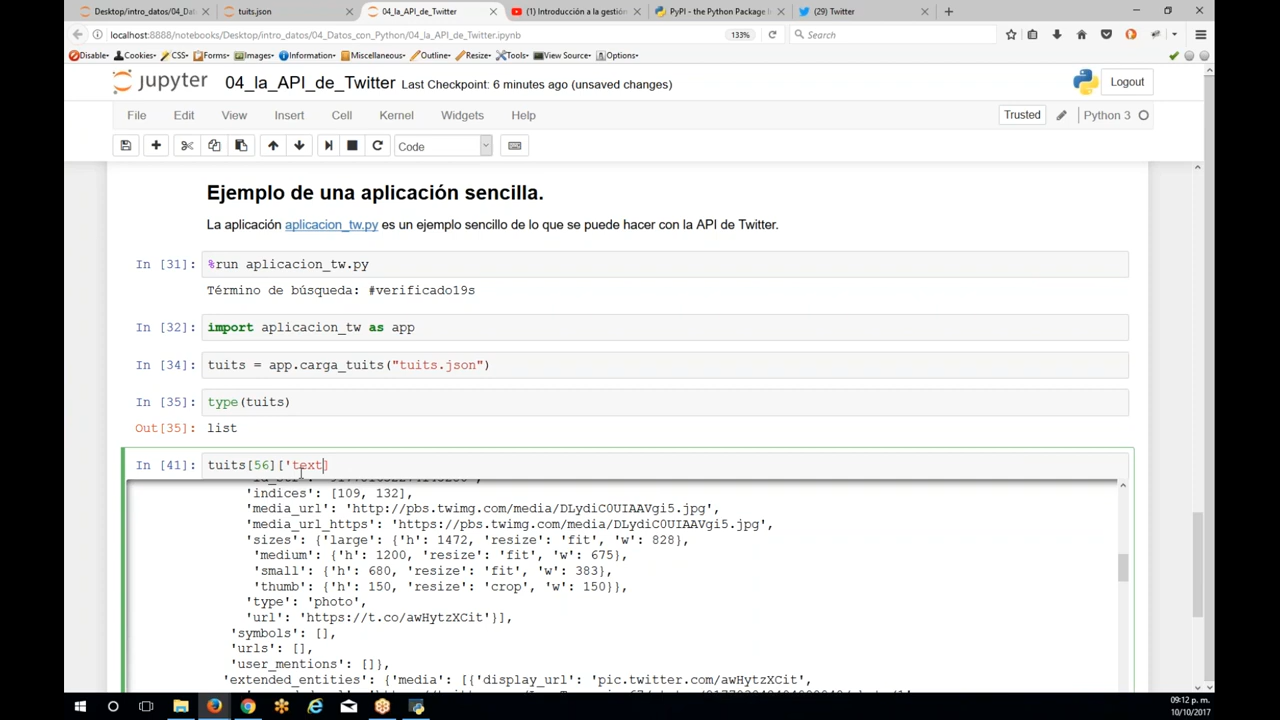 Desktop/intro_datos/04_Dat
tuits.json
04_la_API_de_Twitter
(1) Introducción a la gestión
PyPI - the Python Package I
(29) Twitter
localhost:8888/notebooks/Desktop/intro_datos/04_Datos_con_Python/04_la_API_de_Twitter.ipynb
133%
Search
Disable Cookies CSS Forms Images Information Miscellaneous Outline Resize Tools View Source Options
jupyter 04_la_API_de_Twitter Last Checkpoint: 6 minutes ago (unsaved changes)
Logout
File Edit View Insert Cell Kernel Widgets Help
Trusted
Python 3
Code
Ejemplo de una aplicación sencilla.
La aplicación aplicacion_tw.py es un ejemplo sencillo de lo que se puede hacer con la API de Twitter.
In [31]: %run aplicacion_tw.py
Término de búsqueda: #verificado19s
In [32]: import aplicacion_tw as app
In [34]: tuits = app.carga_tuits("tuits.json")
In [35]: type(tuits)
Out[35]: list
In [41]: tuits[56]['text]
'indices': [109, 132],
'media_url': 'http://pbs.twimg.com/media/DLydiC0UIAAVgi5.jpg',
'media_url_https': 'https://pbs.twimg.com/media/DLydiC0UIAAVgi5.jpg',
'sizes': {'large': {'h': 1472, 'resize': 'fit', 'w': 828},
'medium': {'h': 1200, 'resize': 'fit', 'w': 675},
'small': {'h': 680, 'resize': 'fit', 'w': 383},
'thumb': {'h': 150, 'resize': 'crop', 'w': 150}},
'type': 'photo',
'url': 'https://t.co/awHytzXCit'}],
'symbols': [],
'urls': [],
'user_mentions': []},
'extended_entities': {'media': [{'display_url': 'pic.twitter.com/awHytzXCit',
09:12 p. m.
10/10/2017